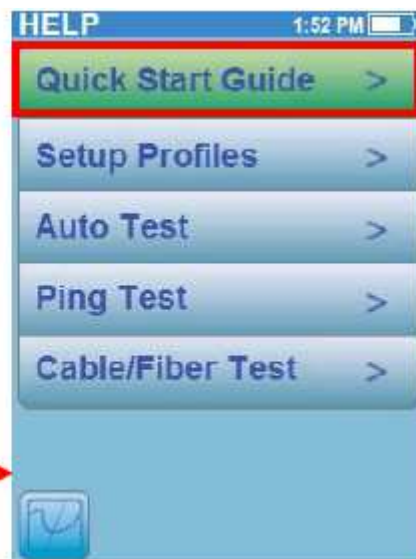 HELP 1:52 PM
Quick Start Guide >
Setup Profiles >
Auto Test >
Ping Test >
Cable/Fiber Test >